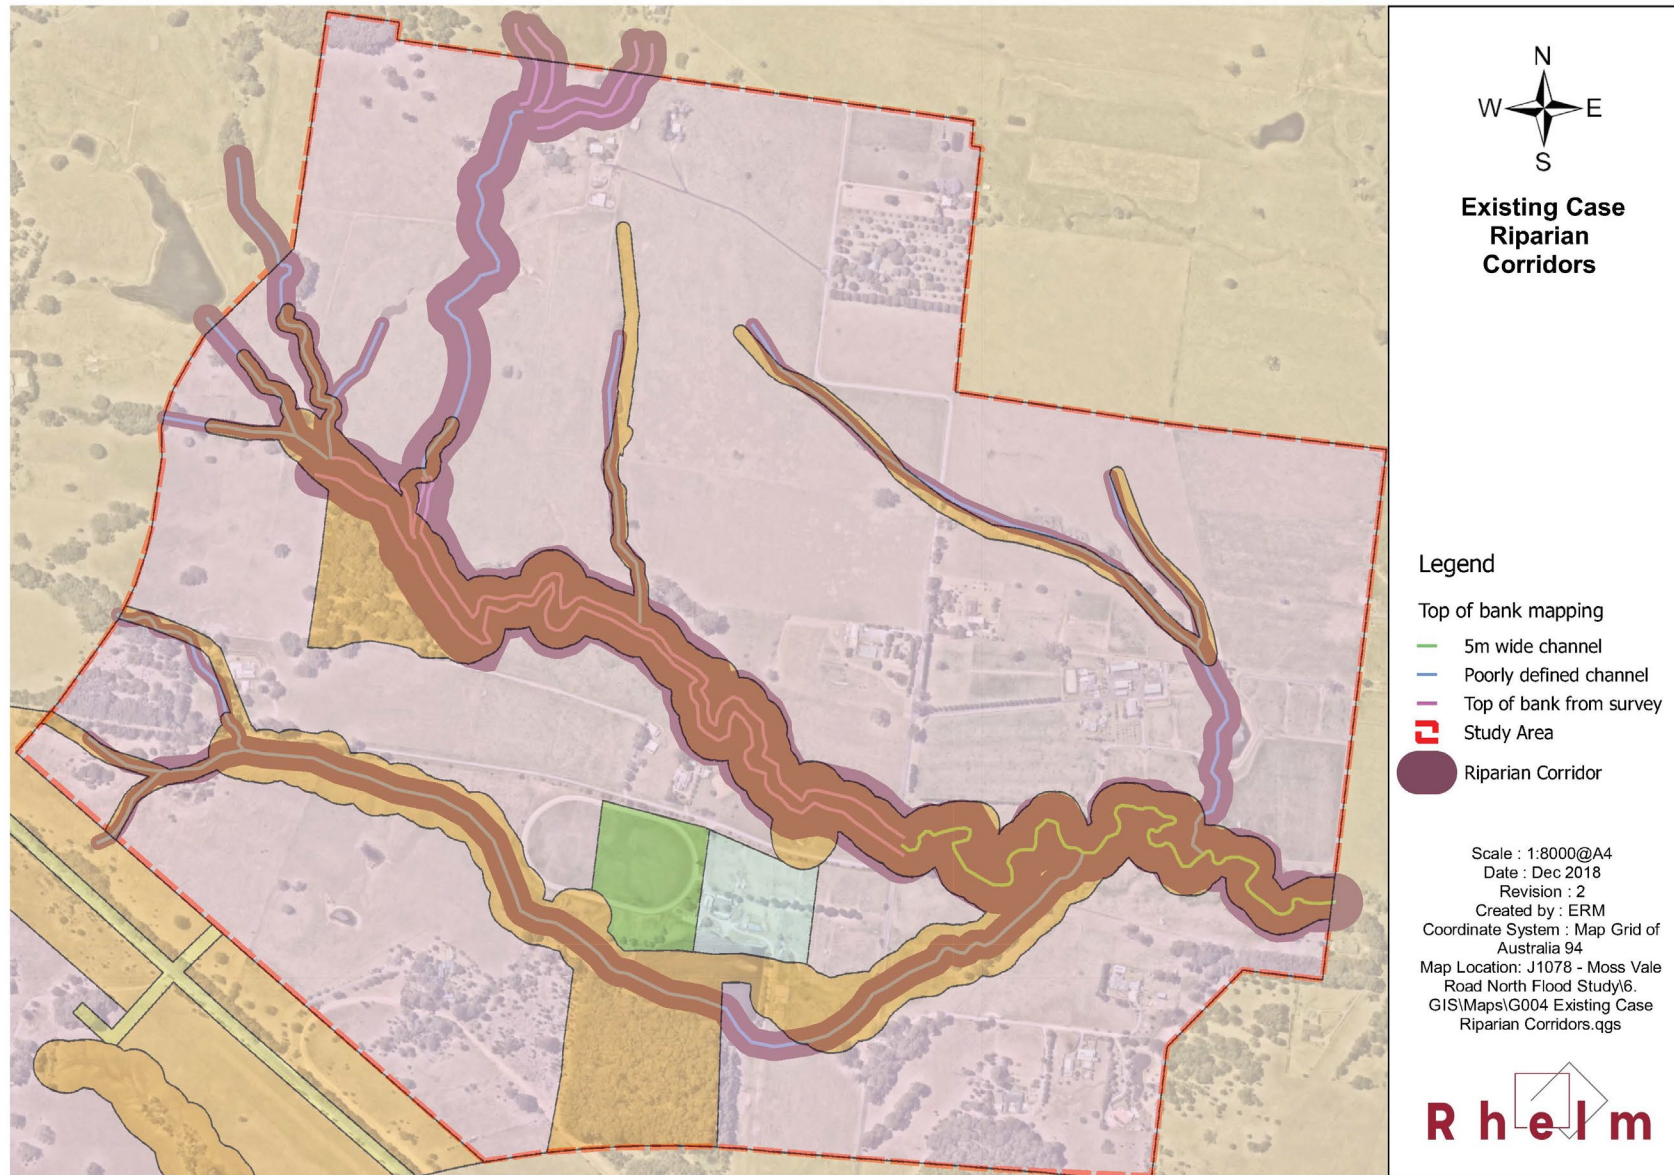 N
W E
S
Existing Case
Riparian
Corridors
Legend
Top of bank mapping
5m wide channel
Poorly defined channel
Top of bank from survey
Study Area
Riparian Corridor
Scale : 1:8000@A4
Date : Dec 2018
Revision : 2
Created by : ERM
Coordinate System : Map Grid of
Australia 94
Map Location: J1078 - Moss Vale
Road North Flood Study\6.
GIS\Maps\G004 Existing Case
Riparian Corridors.qgs
Rhelm